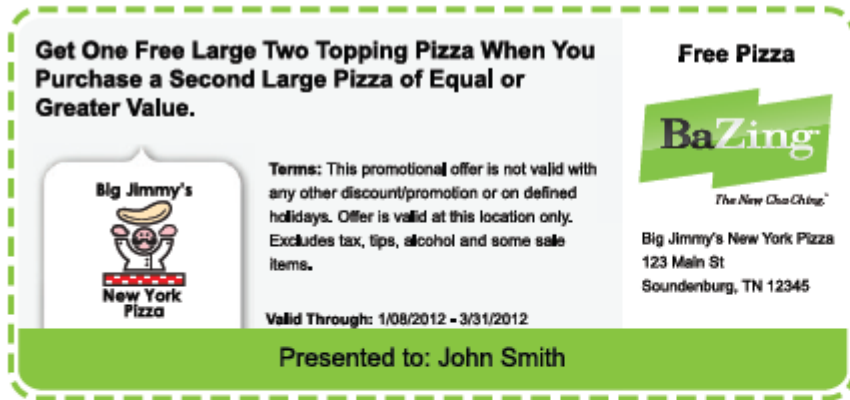 Get One Free Large Two Topping Pizza When You
Purchase a Second Large Pizza of Equal or
Greater Value.
Big Jimmy's
New York
Pizza
Terms: This promotional offer is not valid with
any other discount/promotion or on defined
holidays. Offer is valid at this location only.
Excludes tax, tips, alcohol and some sale
items.
Valid Through: 1/08/2012 - 3/31/2012
Free Pizza
BaZing
The New Cha Ching.
Big Jimmy's New York Pizza
123 Main St
Soundenburg, TN 12345
Presented to: John Smith